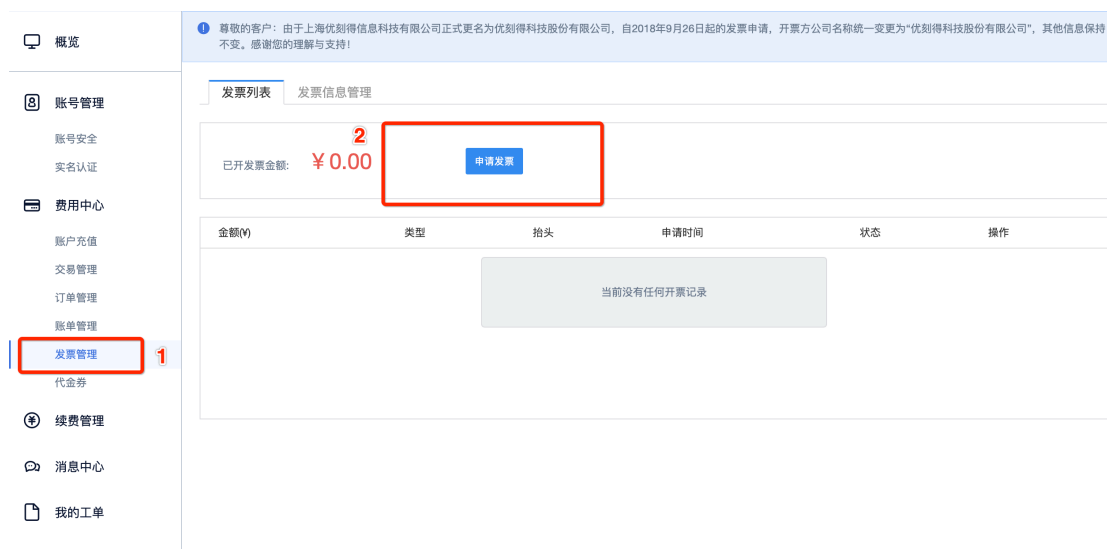 概览
账号管理
账号安全
实名认证
费用中心
账户充值
交易管理
订单管理
账单管理
发票管理
1
代金券
续费管理
消息中心
我的工单
尊敬的客户：由于上海优刻得信息科技有限公司正式更名为优刻得科技股份有限公司，自2018年9月26日起的发票申请，开票方公司名称统一变更为“优刻得科技股份有限公司”，其他信息保持
不变。感谢您的理解与支持！
发票列表 发票信息管理
2
已开发票金额: ¥ 0.00 申请发票
金额(¥) 类型 抬头 申请时间 状态 操作
当前没有任何开票记录